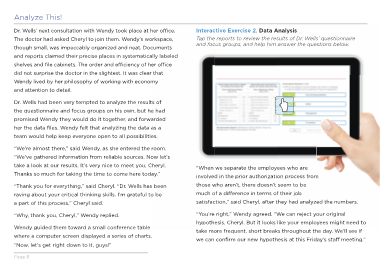 Analyze This!
Dr. Wells' next consultation with Wendy took place at her office.
The doctor had asked Cheryl to join them. Wendy's workspace,
though small, was impeccably organized and neat. Documents
and reports claimed their precise places in systematically labeled
shelves and file cabinets. The order and efficiency of her office
did not surprise the doctor in the slightest. It was clear that
Wendy lived by her philosophy of working with economy
and attention to detail.
Dr. Wells had been very tempted to analyze the results of
the questionnaire and focus groups on his own, but he had
promised Wendy they would do it together, and forwarded
her the data files. Wendy felt that analyzing the data as a
team would help keep everyone open to all possibilities.
"We're almost there," said Wendy, as she entered the room.
"We've gathered information from reliable sources. Now let's
take a look at our results. It's very nice to meet you, Cheryl.
Thanks so much for taking the time to come here today."
"Thank you for everything," said Cheryl. "Dr. Wells has been
raving about your critical thinking skills. I'm grateful to be
a part of this process." Cheryl said.
"Why, thank you, Cheryl," Wendy replied.
Wendy guided them toward a small conference table
where a computer screen displayed a series of charts.
"Now, let's get right down to it, guys!"
Page 8
Interactive Exercise 2. Data Analysis
Tap the reports to review the results of Dr. Wells' questionnaire
and focus groups, and help him answer the questions below.
"When we separate the employees who are
involved in the prior authorization process from
those who aren't, there doesn't seem to be
much of a difference in terms of their job
satisfaction," said Cheryl, after they had analyzed the numbers.
"You're right," Wendy agreed. "We can reject your original
hypothesis, Cheryl. But it looks like your employees might need to
take more frequent, short breaks throughout the day. We'll see if
we can confirm our new hypothesis at this Friday's staff meeting."